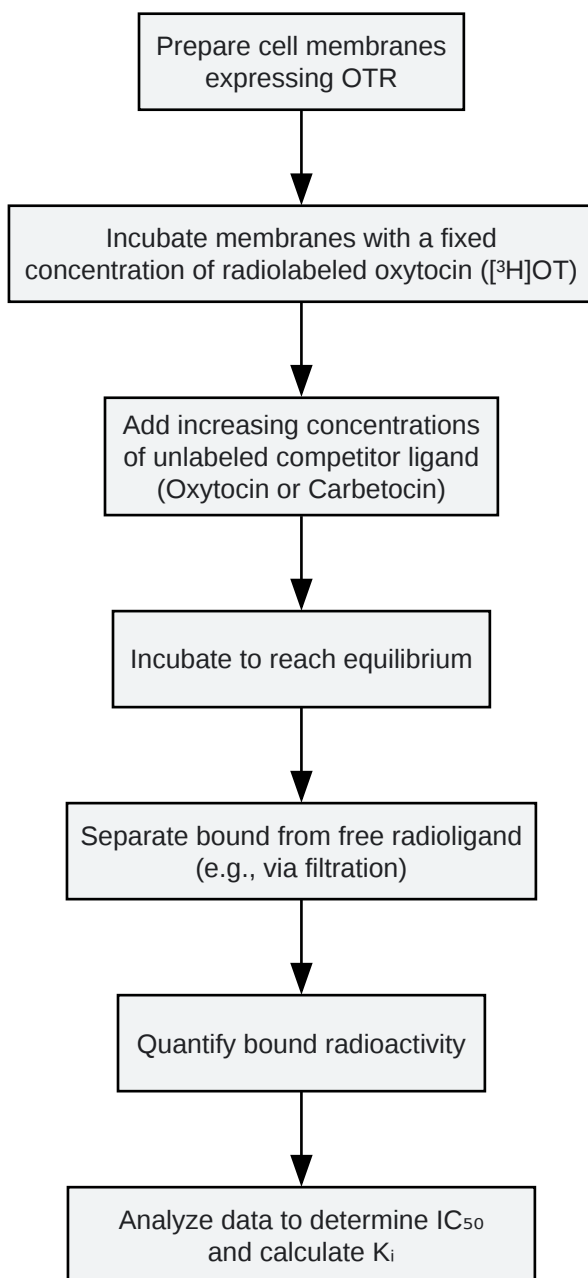 Prepare cell membranes
expressing OTR
Incubate membranes with a fixed
concentration of radiolabeled oxytocin ([³H]OT)
Add increasing concentrations
of unlabeled competitor ligand
(Oxytocin or Carbetocin)
Incubate to reach equilibrium
Separate bound from free radioligand
(e.g., via filtration)
Quantify bound radioactivity
Analyze data to determine IC₅₀
and calculate Kᵢ